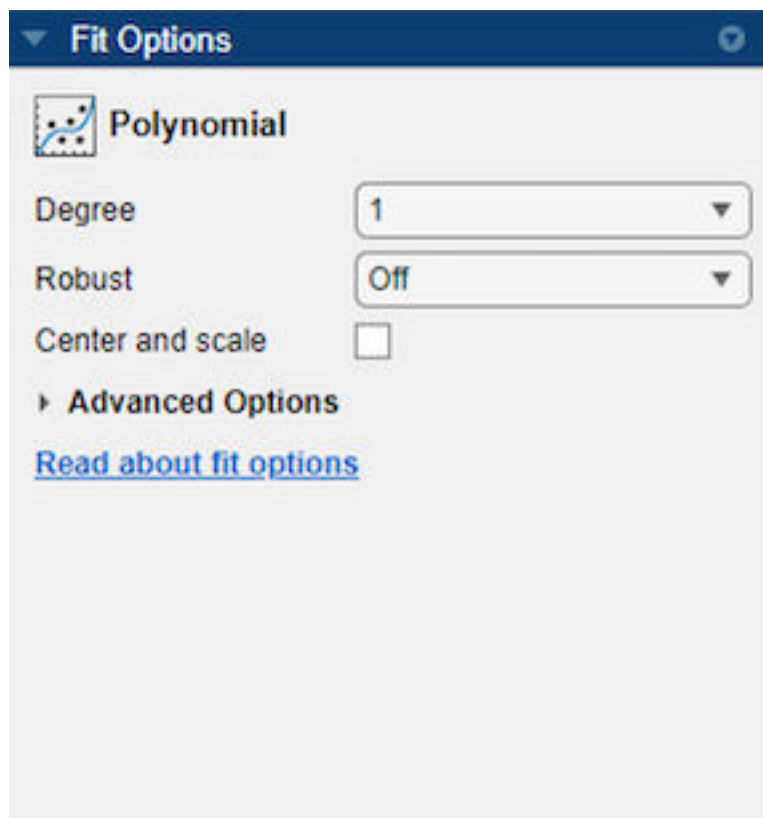 Fit Options
Polynomial
Degree 1
Robust Off
Center and scale
Advanced Options
Read about fit options